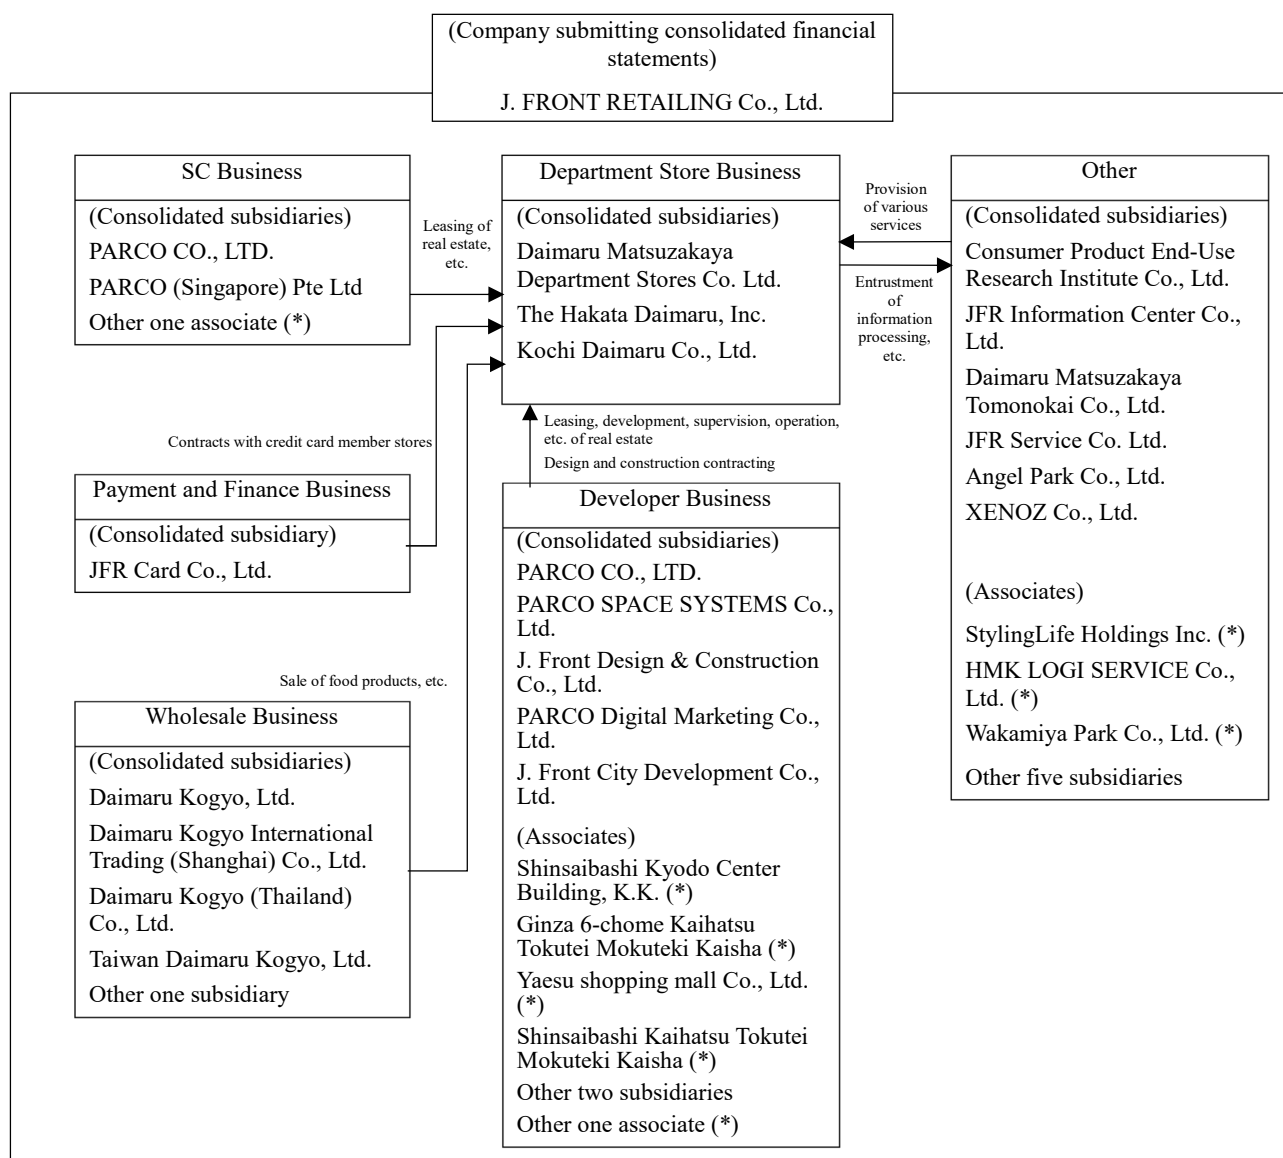 (Company submitting consolidated financial
statements)
J. FRONT RETAILING Co., Ltd.
SC Business
(Consolidated subsidiaries)
PARCO CO., LTD.
PARCO (Singapore) Pte Ltd
Other one associate (*)
Leasing of
real estate,
etc.
Department Store Business
(Consolidated subsidiaries)
Daimaru Matsuzakaya
Department Stores Co. Ltd.
The Hakata Daimaru, Inc.
Kochi Daimaru Co., Ltd.
Provision
of various
services
Entrustment
of
information
processing,
etc.
Other
(Consolidated subsidiaries)
Consumer Product End-Use
Research Institute Co., Ltd.
JFR Information Center Co.,
Ltd.
Daimaru Matsuzakaya
Tomonokai Co., Ltd.
JFR Service Co. Ltd.
Angel Park Co., Ltd.
XENOZ Co., Ltd.
(Associates)
StylingLife Holdings Inc. (*)
HMK LOGI SERVICE Co.,
Ltd. (*)
Wakamiya Park Co., Ltd. (*)
Other five subsidiaries
Contracts with credit card member stores
Payment and Finance Business
(Consolidated subsidiary)
JFR Card Co., Ltd.
Leasing, development, supervision, operation,
etc. of real estate
Design and construction contracting
Developer Business
(Consolidated subsidiaries)
PARCO CO., LTD.
PARCO SPACE SYSTEMS Co.,
Ltd.
J. Front Design & Construction
Co., Ltd.
PARCO Digital Marketing Co.,
Ltd.
J. Front City Development Co.,
Ltd.
(Associates)
Shinsaibashi Kyodo Center
Building, K.K. (*)
Ginza 6-chome Kaihatsu
Tokutei Mokuteki Kaisha (*)
Yaesu shopping mall Co., Ltd.
(*)
Shinsaibashi Kaihatsu Tokutei
Mokuteki Kaisha (*)
Other two subsidiaries
Other one associate (*)
Sale of food products, etc.
Wholesale Business
(Consolidated subsidiaries)
Daimaru Kogyo, Ltd.
Daimaru Kogyo International
Trading (Shanghai) Co., Ltd.
Daimaru Kogyo (Thailand)
Co., Ltd.
Taiwan Daimaru Kogyo, Ltd.
Other one subsidiary